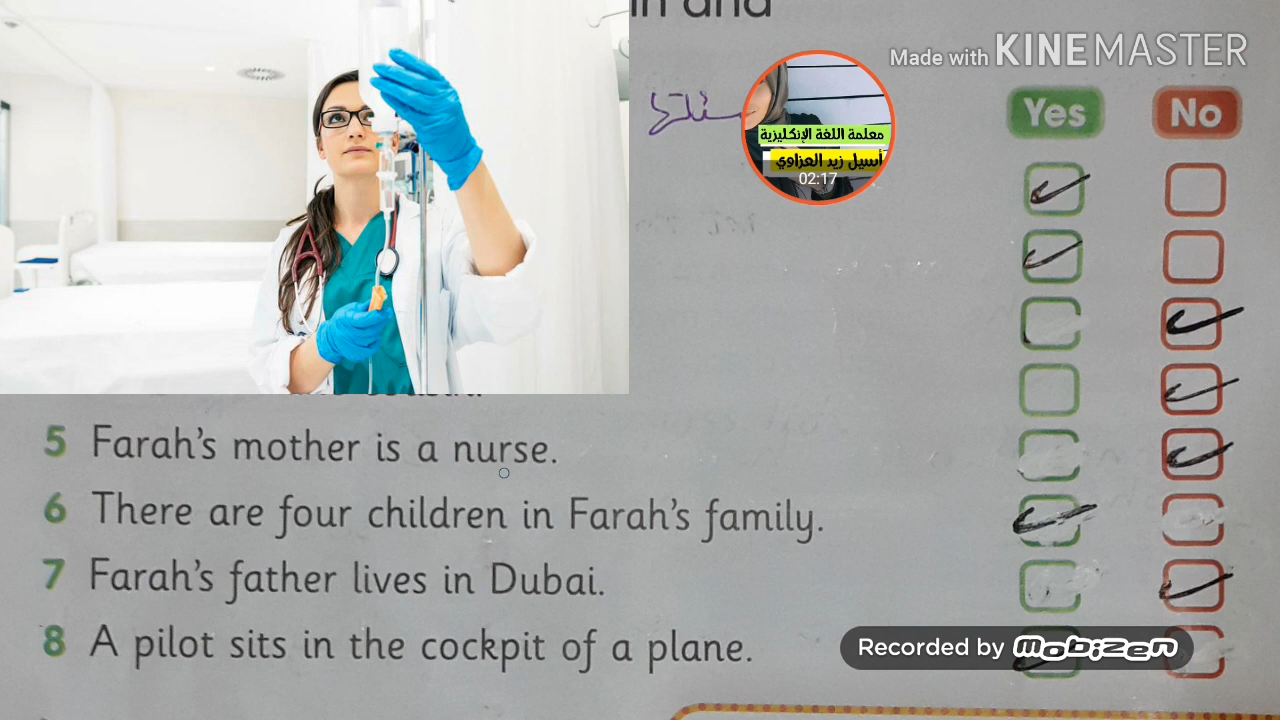 in and
Made with KINEMASTER
معلمة اللغة الإنكليزية
أسيل زيد العزاوي
02:17
Yes No
5 Farah's mother is a nurse.
6 There are four children in Farah's family.
7 Farah's father lives in Dubai.
8 A pilot sits in the cockpit of a plane.
Recorded by mobizen